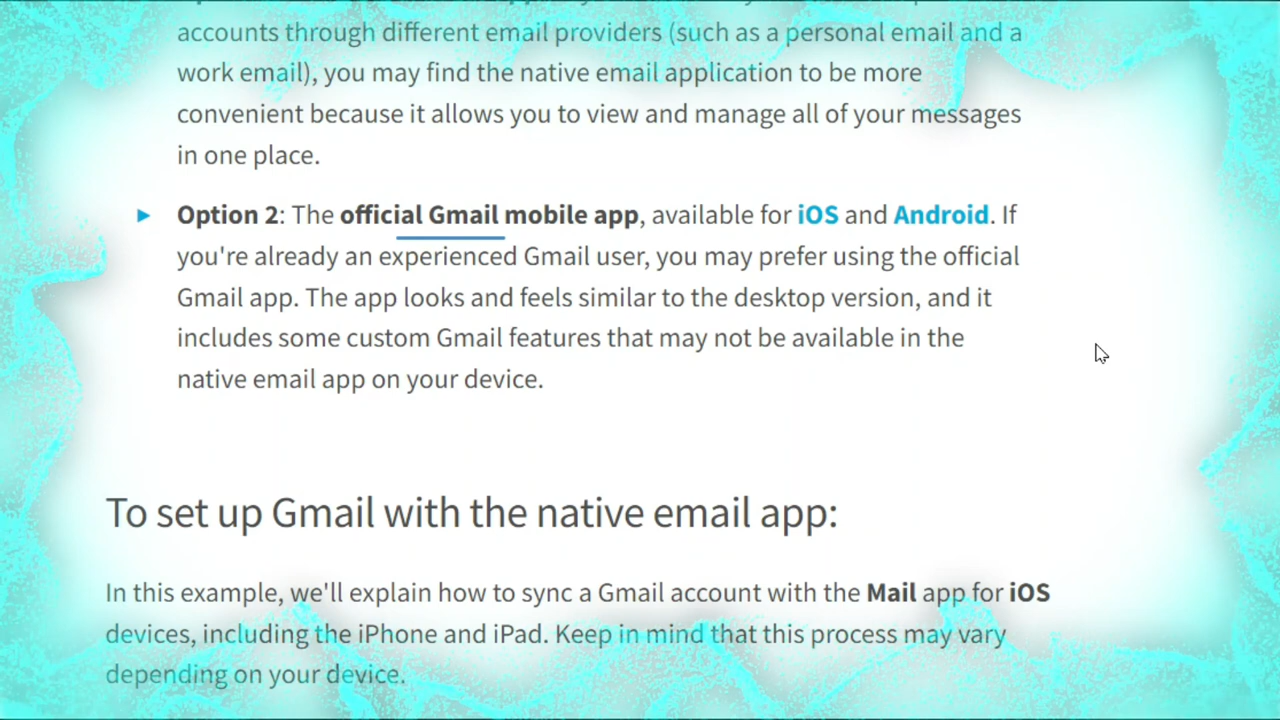 accounts through different email providers (such as a personal email and a
work email), you may find the native email application to be more
convenient because it allows you to view and manage all of your messages
in one place.
Option 2: The official Gmail mobile app, available for iOS and Android. If
you're already an experienced Gmail user, you may prefer using the official
Gmail app. The app looks and feels similar to the desktop version, and it
includes some custom Gmail features that may not be available in the
native email app on your device.
To set up Gmail with the native email app:
In this example, we'll explain how to sync a Gmail account with the Mail app for iOS
devices, including the iPhone and iPad. Keep in mind that this process may vary
depending on your device.